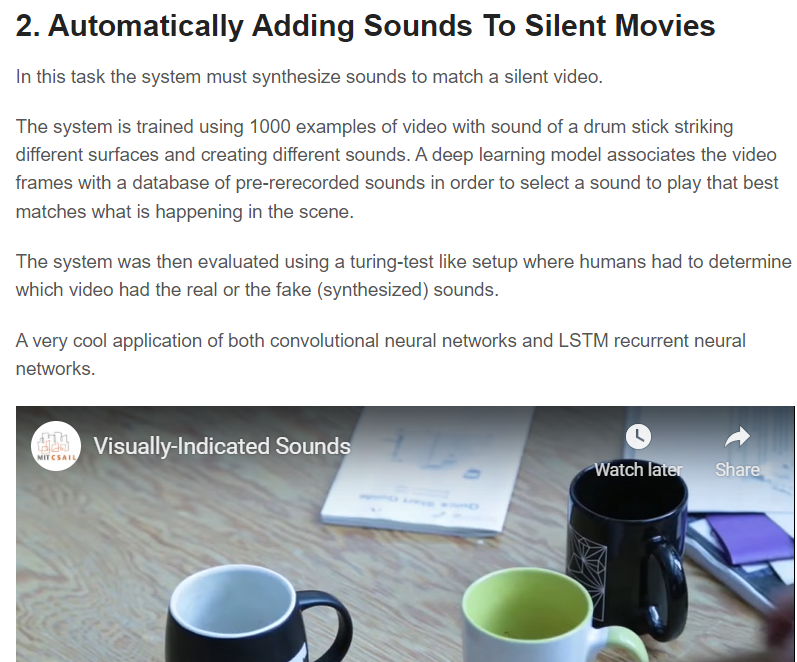 2. Automatically Adding Sounds To Silent Movies
In this task the system must synthesize sounds to match a silent video.
The system is trained using 1000 examples of video with sound of a drum stick striking
different surfaces and creating different sounds. A deep learning model associates the video
frames with a database of pre-rerecorded sounds in order to select a sound to play that best
matches what is happening in the scene.
The system was then evaluated using a turing-test like setup where humans had to determine
which video had the real or the fake (synthesized) sounds.
A very cool application of both convolutional neural networks and LSTM recurrent neural
networks.
MIT CSAIL
Visually-Indicated Sounds
Watch later
Share
Quick Start Guide